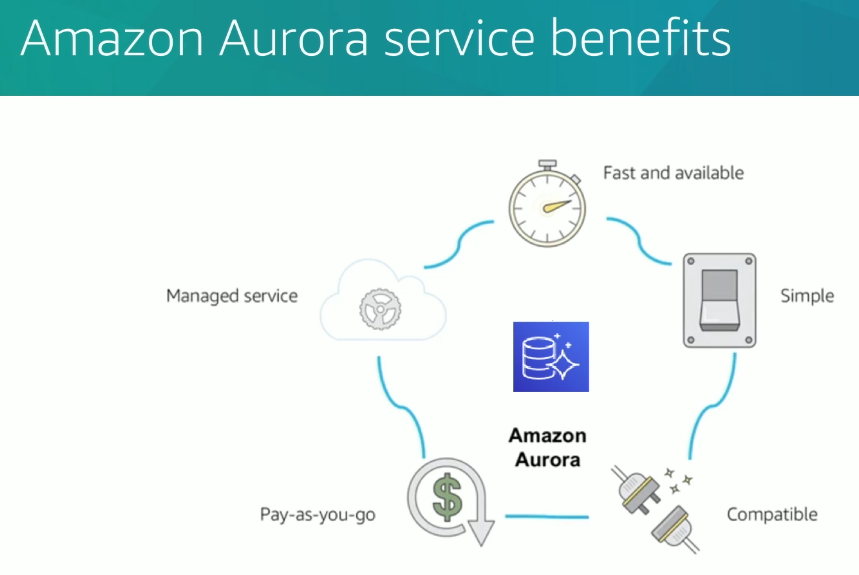 Amazon Aurora service benefits
Fast and available
Managed service
Simple
$
Amazon
Aurora
Pay-as-you-go
Compatible